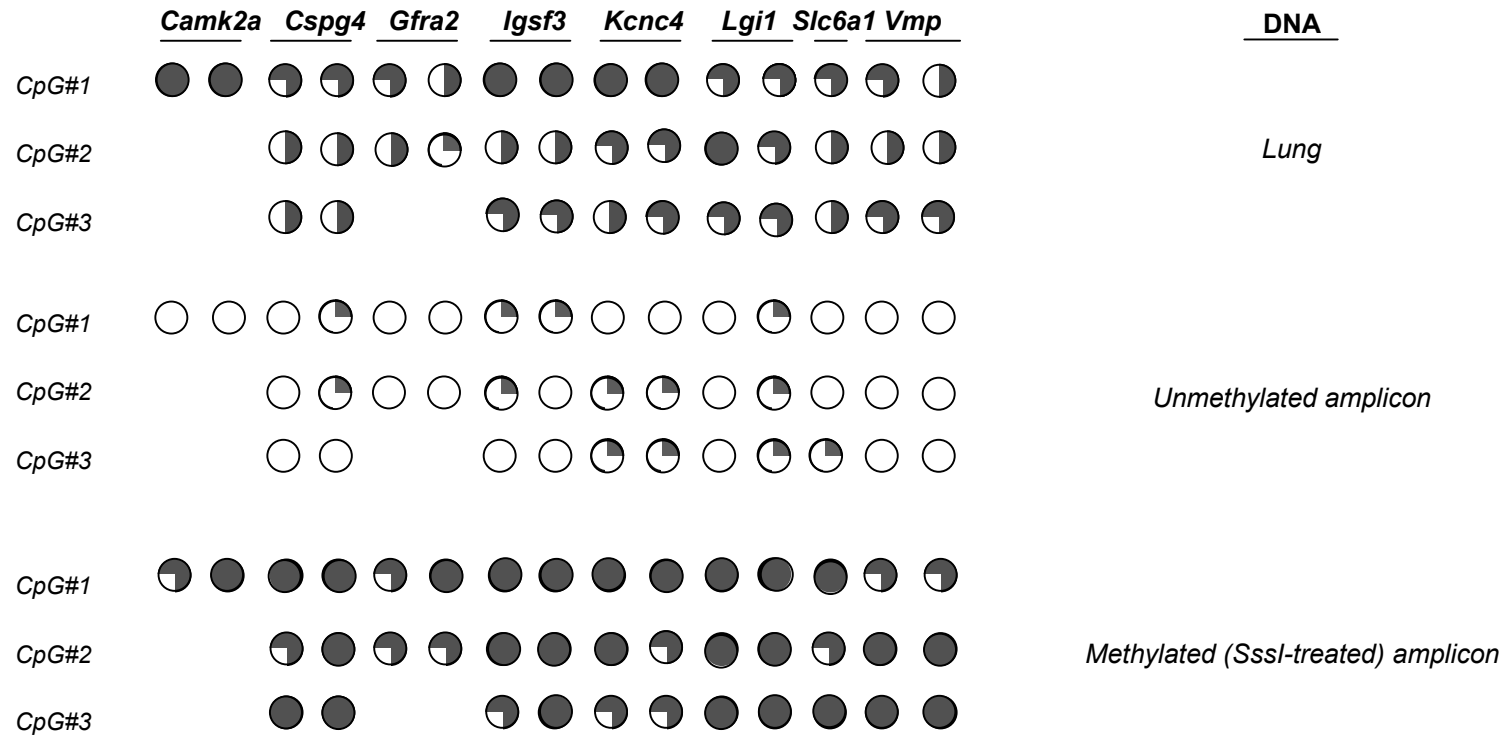 Camk2a Cspg4 Gfra2 Igsf3 Kcnc4 Lgi1 Slc6a1 Vmp DNA
CpG#1
CpG#2 Lung
CpG#3
CpG#1
CpG#2 Unmethylated amplicon
CpG#3
CpG#1
CpG#2 Methylated (SssI-treated) amplicon
CpG#3